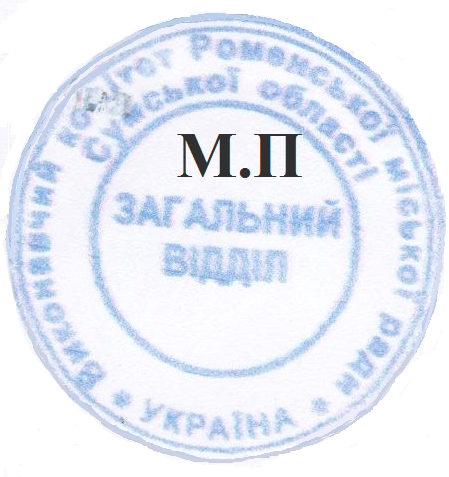 Виконавчий комітет Роменської міської ради
Сумської області
М.П
ЗАГАЛЬНИЙ
ВІДДІЛ
* УКРАЇНА *